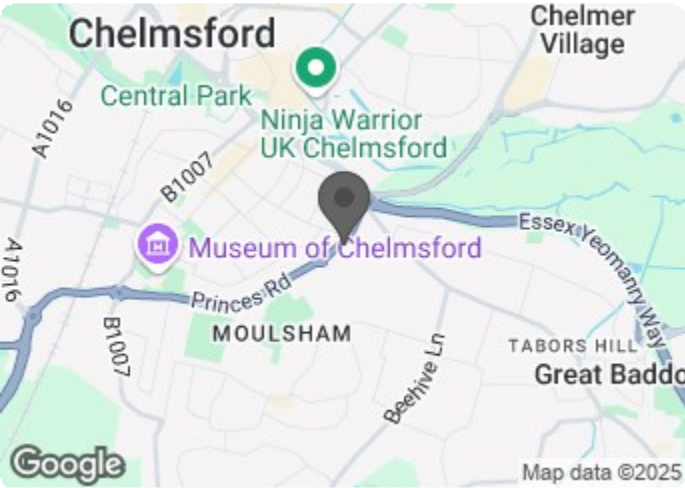 Chelmsford
Chelmer
Village
Central Park
A1016
Ninja Warrior
UK Chelmsford
B1007
Essex Yeomanry Way
Museum of Chelmsford
A1016
Princes Rd
MOULSHAM
B1007
TABORS HILL
Great Baddo
Beehive Ln
Google
Map data ©2025